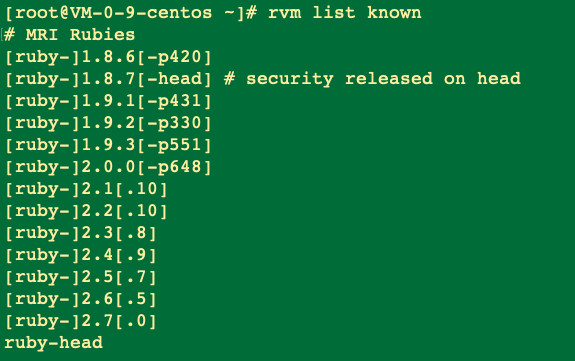 [root@VM-0-9-centos ~]# rvm list known
# MRI Rubies
[ruby-]1.8.6[-p420]
[ruby-]1.8.7[-head] # security released on head
[ruby-]1.9.1[-p431]
[ruby-]1.9.2[-p330]
[ruby-]1.9.3[-p551]
[ruby-]2.0.0[-p648]
[ruby-]2.1[.10]
[ruby-]2.2[.10]
[ruby-]2.3[.8]
[ruby-]2.4[.9]
[ruby-]2.5[.7]
[ruby-]2.6[.5]
[ruby-]2.7[.0]
ruby-head